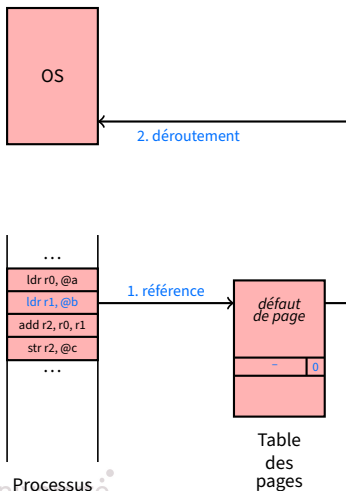 OS
2. déroutement
...
ldr r0, @a
ldr r1, @b
add r2, r0, r1
str r2, @c
...
1. référence
défaut
de page
–
0
Processus
Table
des
pages